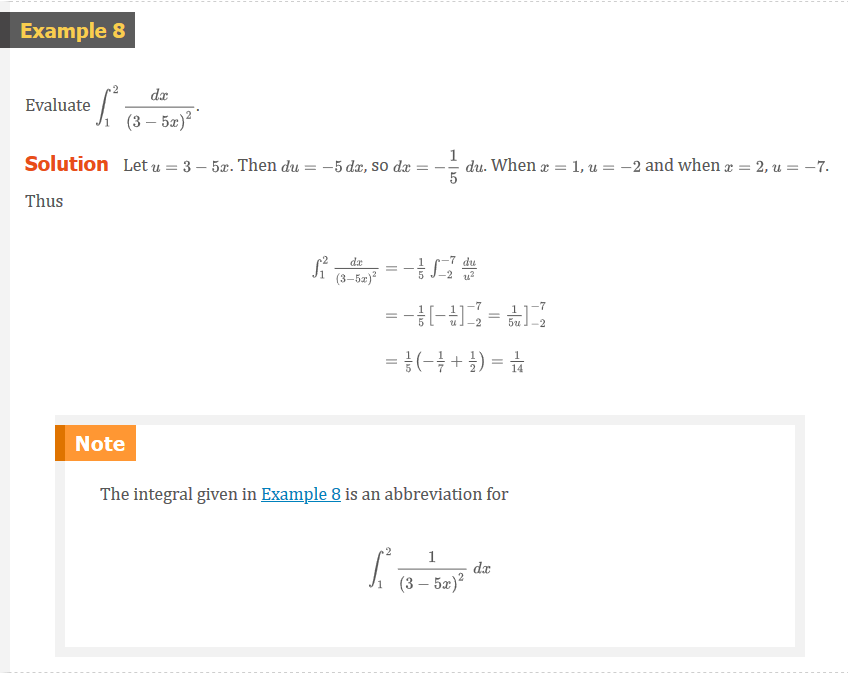 Example 8
Evaluate $\int_1^2 \frac{dx}{(3-5x)^2}$.
Solution Let $u = 3 - 5x$. Then $du = -5\,dx$, so $dx = -\frac{1}{5}\,du$. When $x = 1, u = -2$ and when $x = 2, u = -7$.
Thus
$\int_1^2 \frac{dx}{(3-5x)^2} = -\frac{1}{5}\int_{-2}^{-7} \frac{du}{u^2}$
$= -\frac{1}{5}\left[-\frac{1}{u}\right]_{-2}^{-7} = \left.\frac{1}{5u}\right]_{-2}^{-7}$
$= \frac{1}{5}\left(-\frac{1}{7} + \frac{1}{2}\right) = \frac{1}{14}$
Note
The integral given in Example 8 is an abbreviation for
$\int_1^2 \frac{1}{(3-5x)^2}\,dx$